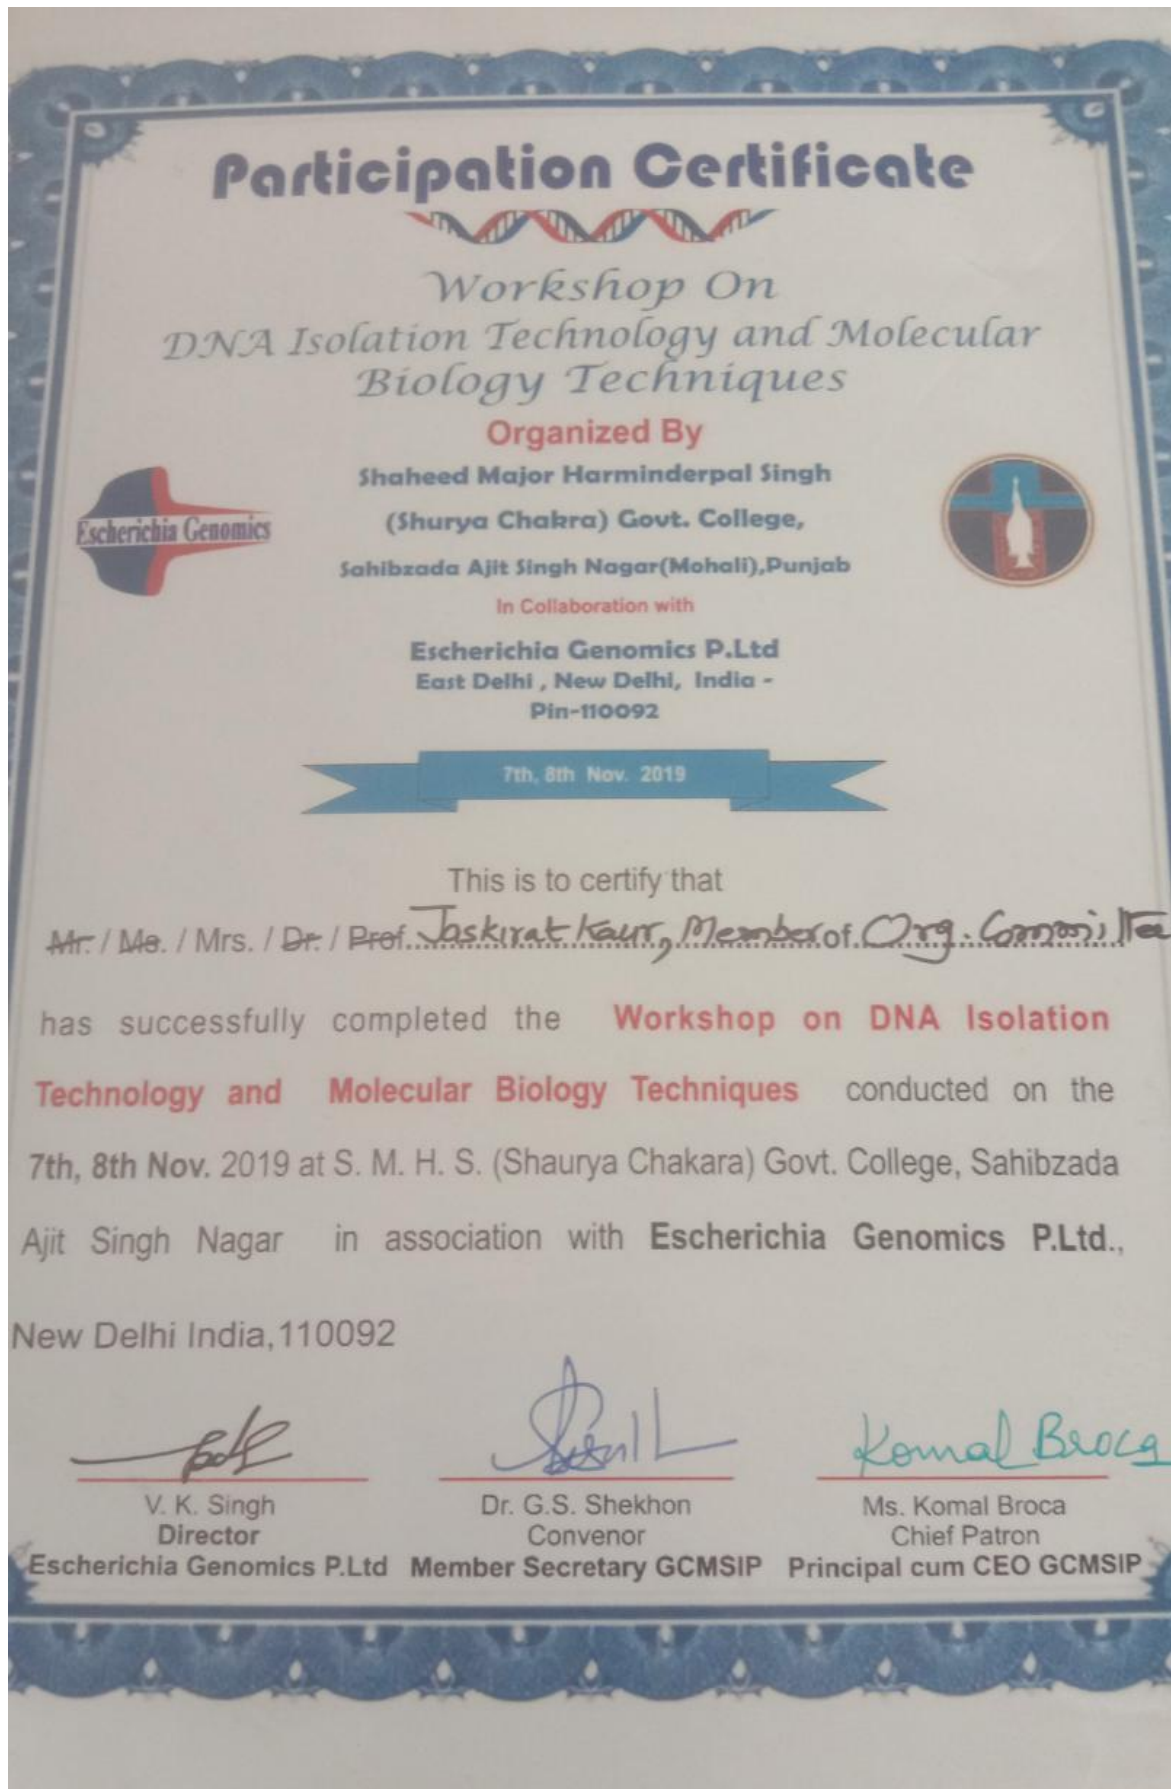 Participation Certificate
Workshop On
DNA Isolation Technology and Molecular
Biology Techniques
Organized By
Shaheed Major Harminderpal Singh
(Shurya Chakra) Govt. College,
Sahibzada Ajit Singh Nagar(Mohali),Punjab
Escherichia Genomics
In Collaboration with
Escherichia Genomics P.Ltd
East Delhi , New Delhi, India -
Pin-110092
7th, 8th Nov. 2019
This is to certify that
Mr. / Ms. / Mrs. / Dr. / Prof. Jaskirat Kaur, Member of Org. Committee
has successfully completed the Workshop on DNA Isolation
Technology and Molecular Biology Techniques conducted on the
7th, 8th Nov. 2019 at S. M. H. S. (Shaurya Chakara) Govt. College, Sahibzada
Ajit Singh Nagar in association with Escherichia Genomics P.Ltd.,
New Delhi India,110092
Komal Broca
V. K. Singh Dr. G.S. Shekhon Ms. Komal Broca
Director Convenor Chief Patron
Escherichia Genomics P.Ltd Member Secretary GCMSIP Principal cum CEO GCMSIP